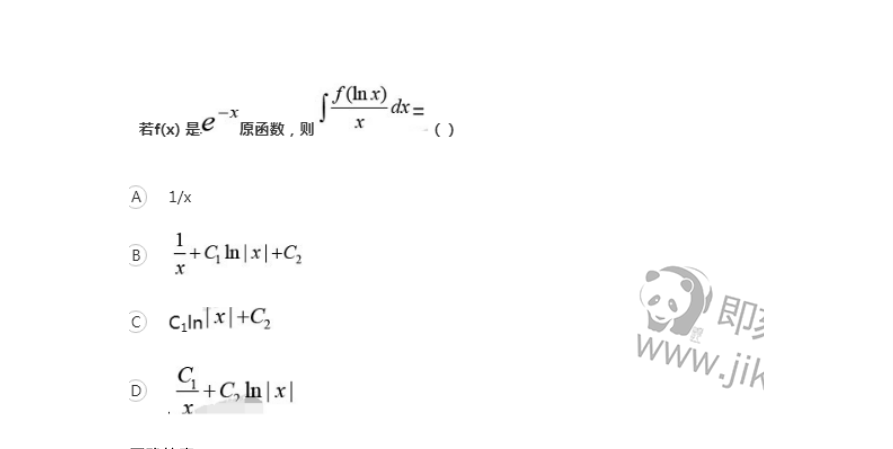 若f(x) 是e^{-x}原函数，则∫f(ln x)/x dx= ( )
A 1/x
B 1/x+C₁ ln|x|+C₂
C C₁ln|x|+C₂
D C₁/x+C₂ ln|x|
即
www.jik